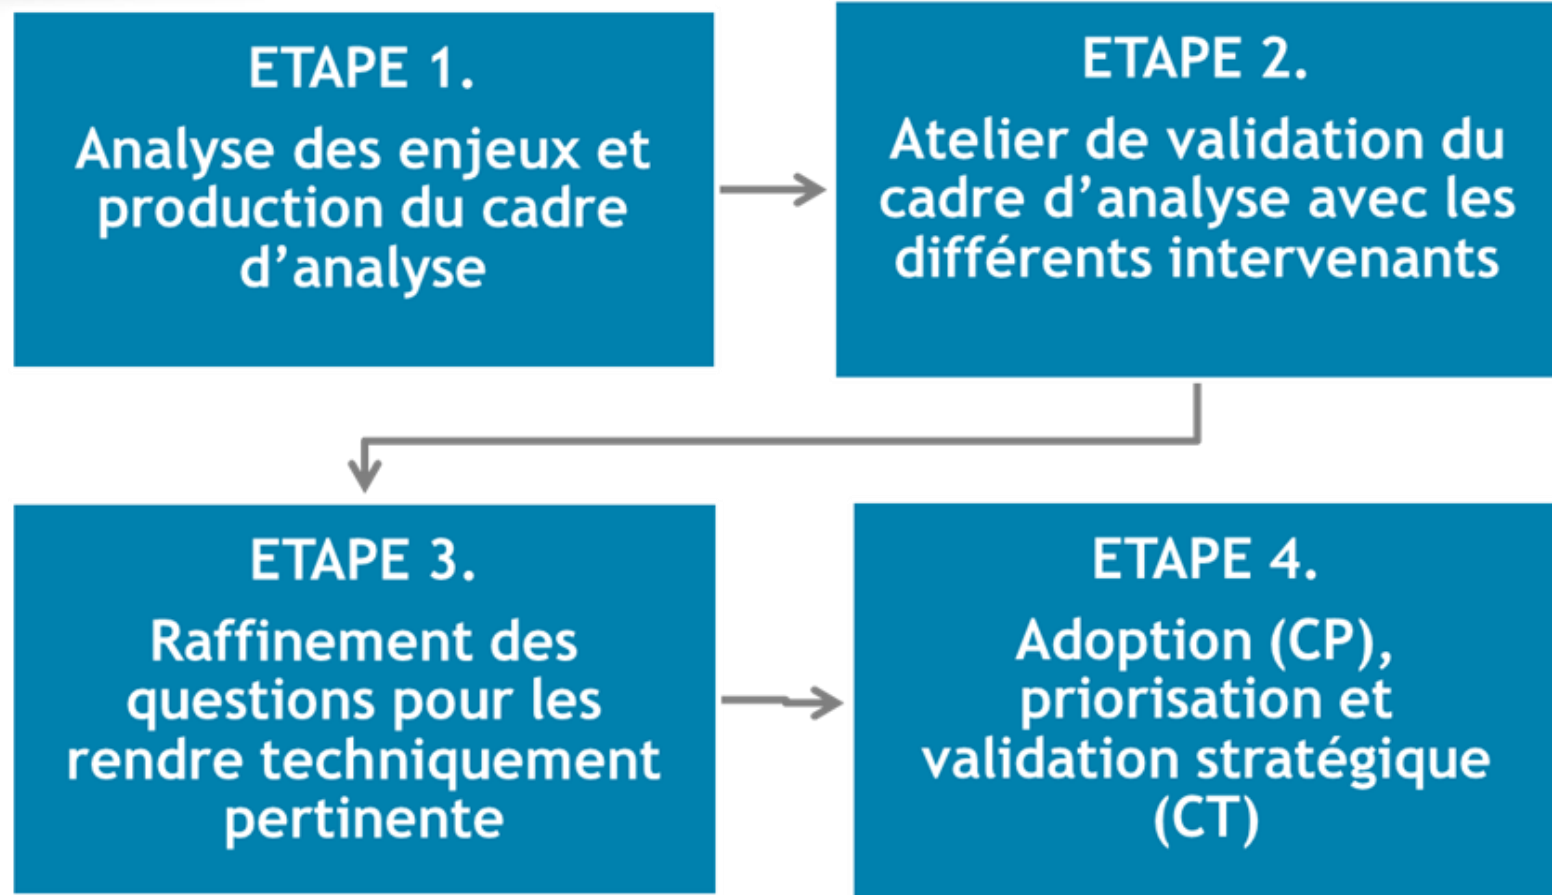 ETAPE 1.
Analyse des enjeux et
production du cadre
d’analyse
ETAPE 2.
Atelier de validation du
cadre d’analyse avec les
différents intervenants
ETAPE 3.
Raffinement des
questions pour les
rendre techniquement
pertinente
ETAPE 4.
Adoption (CP),
priorisation et
validation stratégique
(CT)